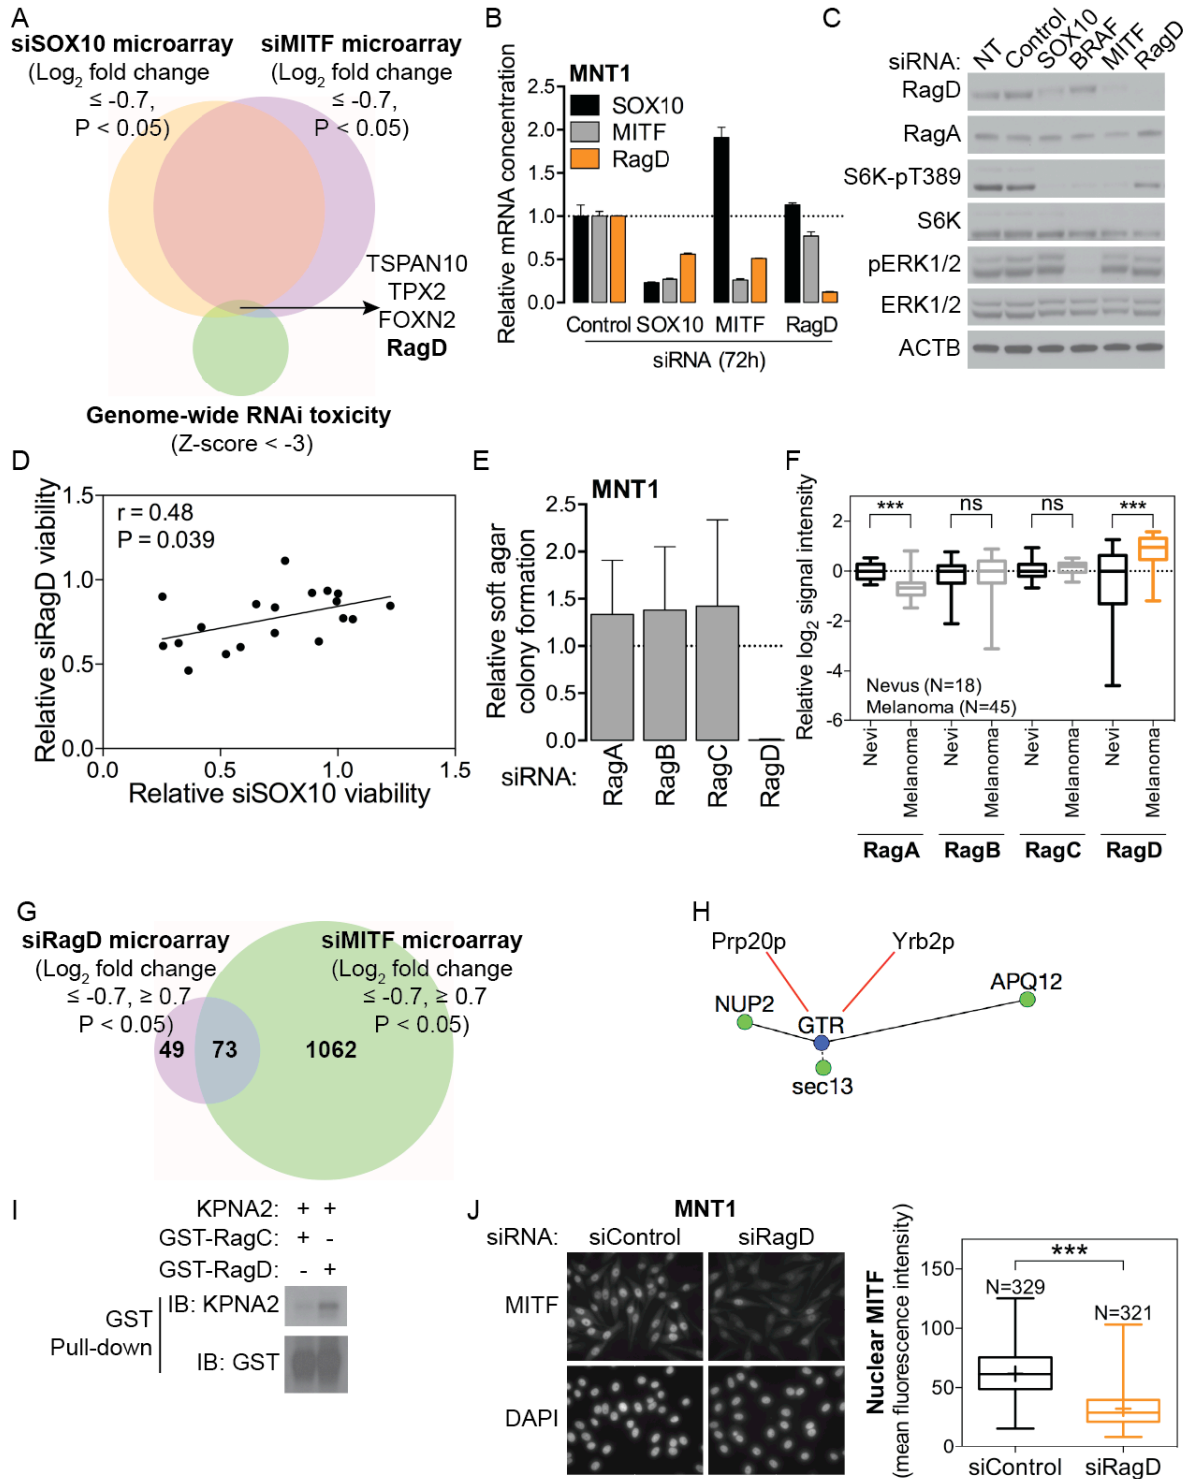 A
siSOX10 microarray
(Log2 fold change
≤ -0.7,
P < 0.05)
siMITF microarray
(Log2 fold change
≤ -0.7,
P < 0.05)
TSPAN10
TPX2
FOXN2
RagD
Genome-wide RNAi toxicity
(Z-score < -3)
B
Relative mRNA concentration
MNT1
SOX10
MITF
RagD
2.5
2.0
1.5
1.0
0.5
0.0
Control SOX10 MITF RagD
siRNA (72h)
C
siRNA: NT Control SOX10 BRAF MITF RagD
RagD
RagA
S6K-pT389
S6K
pERK1/2
ERK1/2
ACTB
D
Relative siRagD viability
r = 0.48
P = 0.039
1.5
1.0
0.5
0.0
0.0 0.5 1.0 1.5
Relative siSOX10 viability
E
MNT1
Relative soft agar
colony formation
2.5
2.0
1.5
1.0
0.5
0.0
siRNA: RagA RagB RagC RagD
F
Relative log2 signal intensity
*** ns ns ***
2
0
-2
-4
-6
Nevus (N=18)
Melanoma (N=45)
Nevi Melanoma Nevi Melanoma Nevi Melanoma Nevi Melanoma
RagA RagB RagC RagD
G
siRagD microarray
(Log2 fold change
≤ -0.7, ≥ 0.7
P < 0.05)
siMITF microarray
(Log2 fold change
≤ -0.7, ≥ 0.7
P < 0.05)
49 73 1062
H
Prp20p Yrb2p
APQ12
NUP2
GTR
sec13
I
KPNA2: + +
GST-RagC: + -
GST-RagD: - +
GST
Pull-down
IB: KPNA2
IB: GST
J
MNT1
siRNA: siControl siRagD
MITF
DAPI
Nuclear MITF
(mean fluorescence intensity)
150
100
50
0
***
N=329
N=321
siControl siRagD